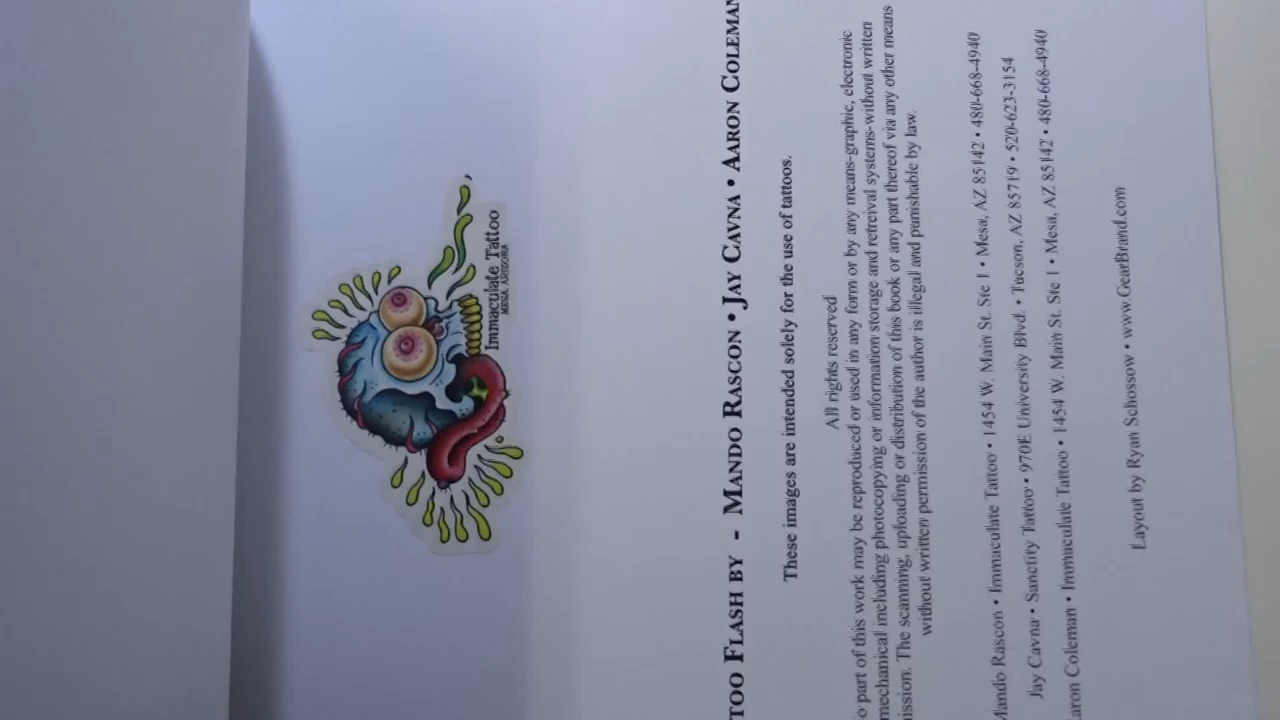 Immaculate Tattoo
MESA, ARIZONA
TOO FLASH BY - MANDO RASCON • JAY CAVNA • AARON COLEMAN
These images are intended solely for the use of tattoos.
All rights reserved
o part of this work may be reproduced or used in any form or by any means-graphic, electronic
mechanical including photocopying or information storage and retreival systems-without written
ission. The scanning, uploading or distribution of this book or any part thereof via any other means
without written permission of the author is illegal and punishable by law.
Mando Rascon • Immaculate Tattoo • 1454 W. Main St. Ste 1 • Mesa, AZ 85142 • 480-668-4940
Jay Cavna • Sanctity Tattoo • 970E University Blvd. • Tucson, AZ 85719 • 520-623-3154
aron Coleman • Immaculate Tattoo • 1454 W. Main St. Ste 1 • Mesa, AZ 85142 • 480-668-4940
Layout by Ryan Schossow • www.GearBrand.com